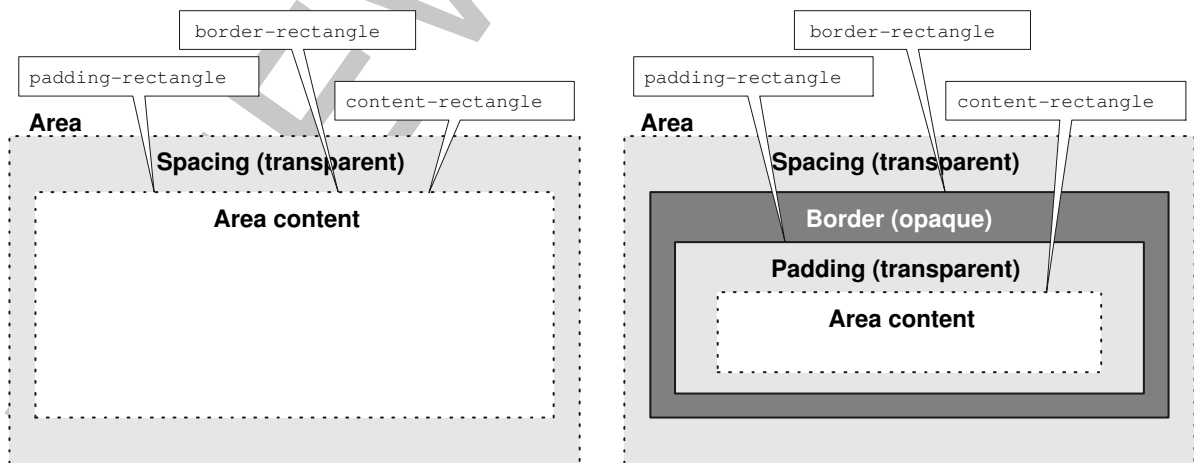 border-rectangle
padding-rectangle
content-rectangle
Area
Spacing (transparent)
Area content
border-rectangle
padding-rectangle
content-rectangle
Area
Spacing (transparent)
Border (opaque)
Padding (transparent)
Area content